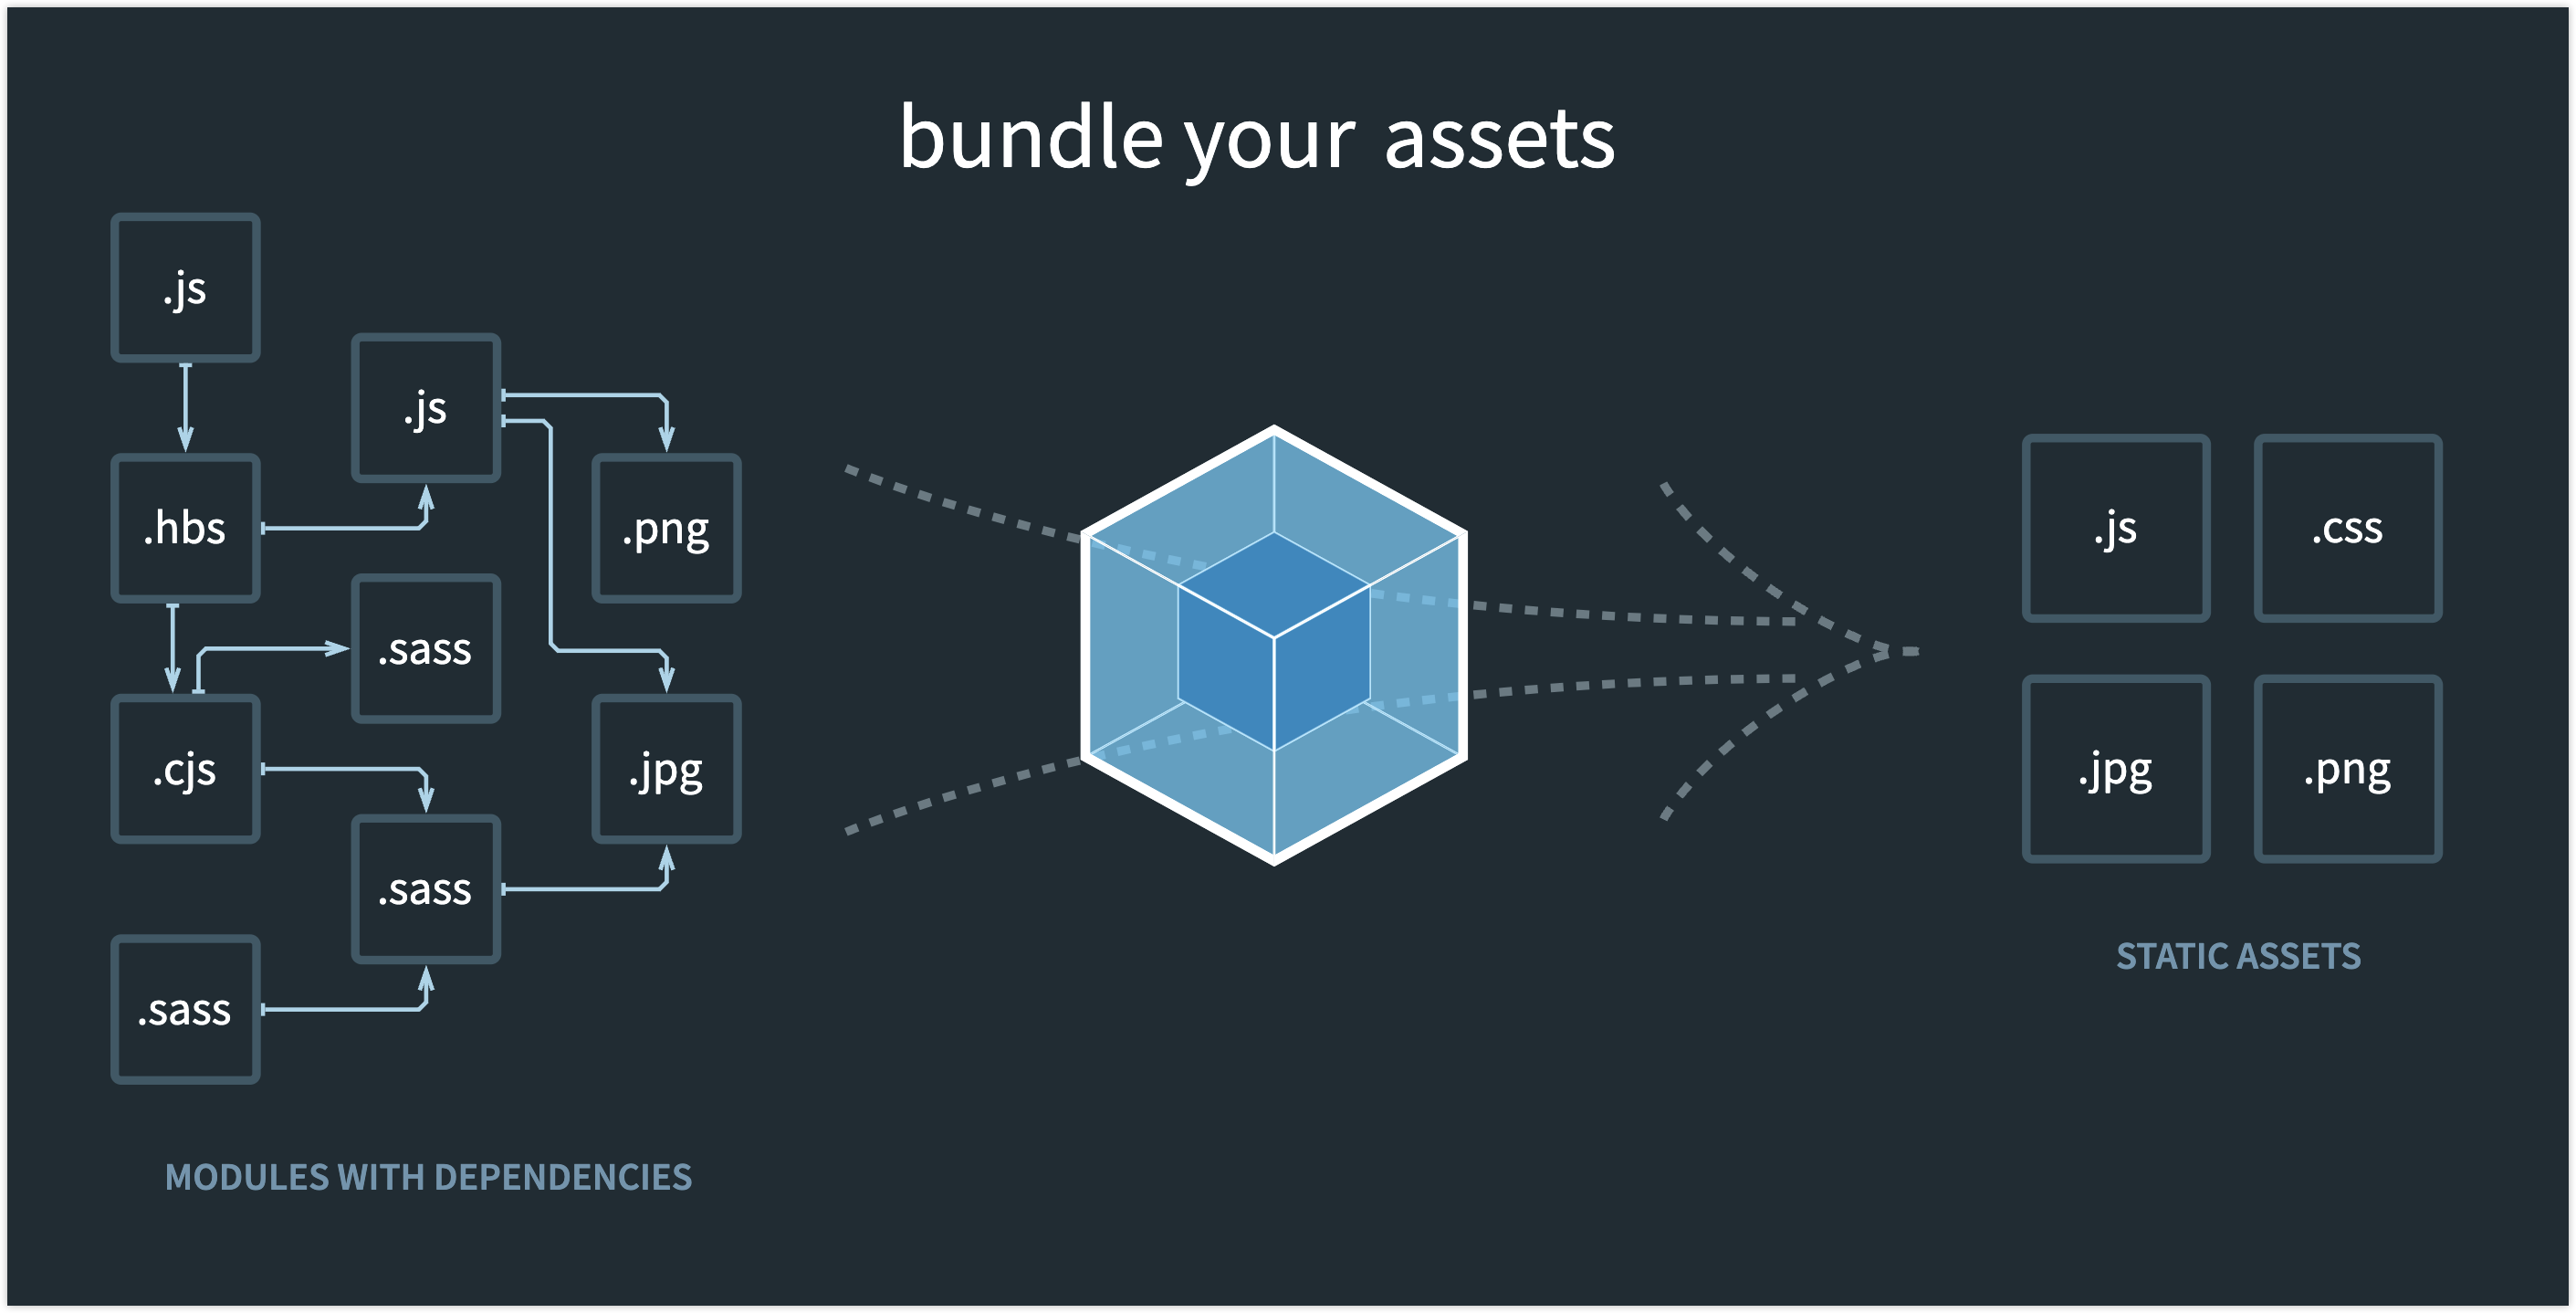 bundle your assets
.js
.js
.hbs
.png
.sass
.cjs
.jpg
.sass
.sass
MODULES WITH DEPENDENCIES
.js
.css
.jpg
.png
STATIC ASSETS